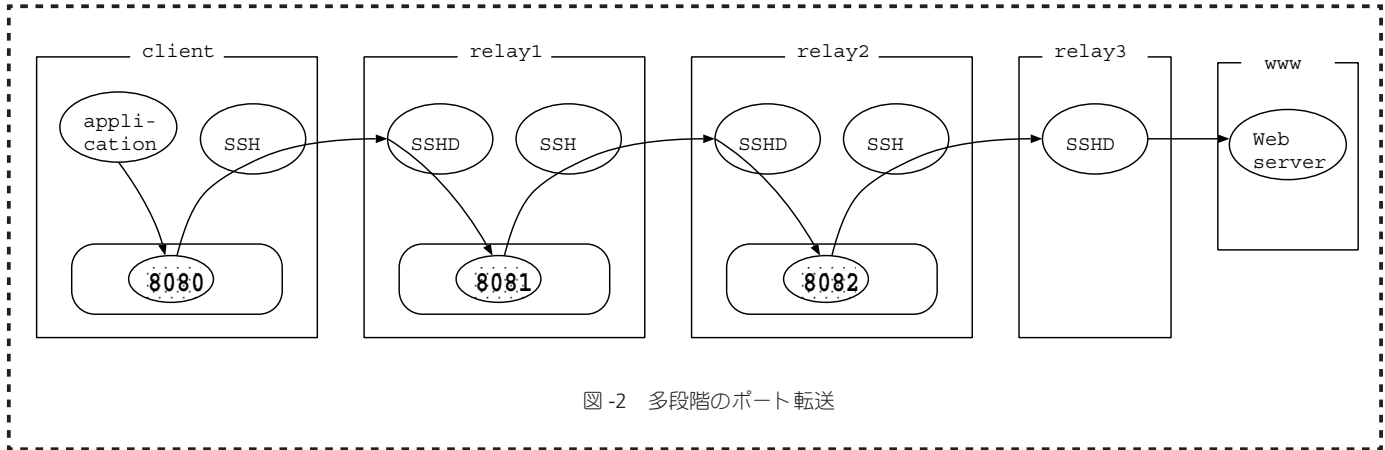 client
relay1
relay2
relay3
www
appli-
cation
SSH
SSHD
SSH
SSHD
SSH
SSHD
Web
server
8080
8081
8082
図-2 多段階のポート転送